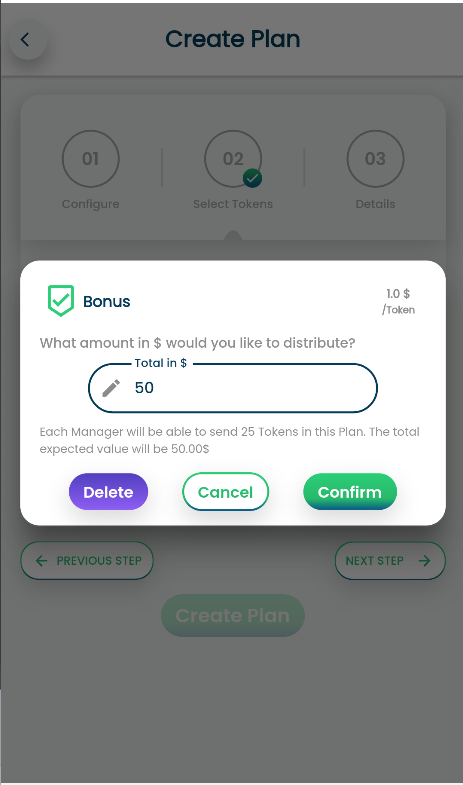 Create Plan
01
02
03
Configure
Select Tokens
Details
Bonus
1.0 $
/Token
What amount in $ would you like to distribute?
Total in $
50
Each Manager will be able to send 25 Tokens in this Plan. The total
expected value will be 50.00$
Delete
Cancel
Confirm
PREVIOUS STEP
NEXT STEP
Create Plan